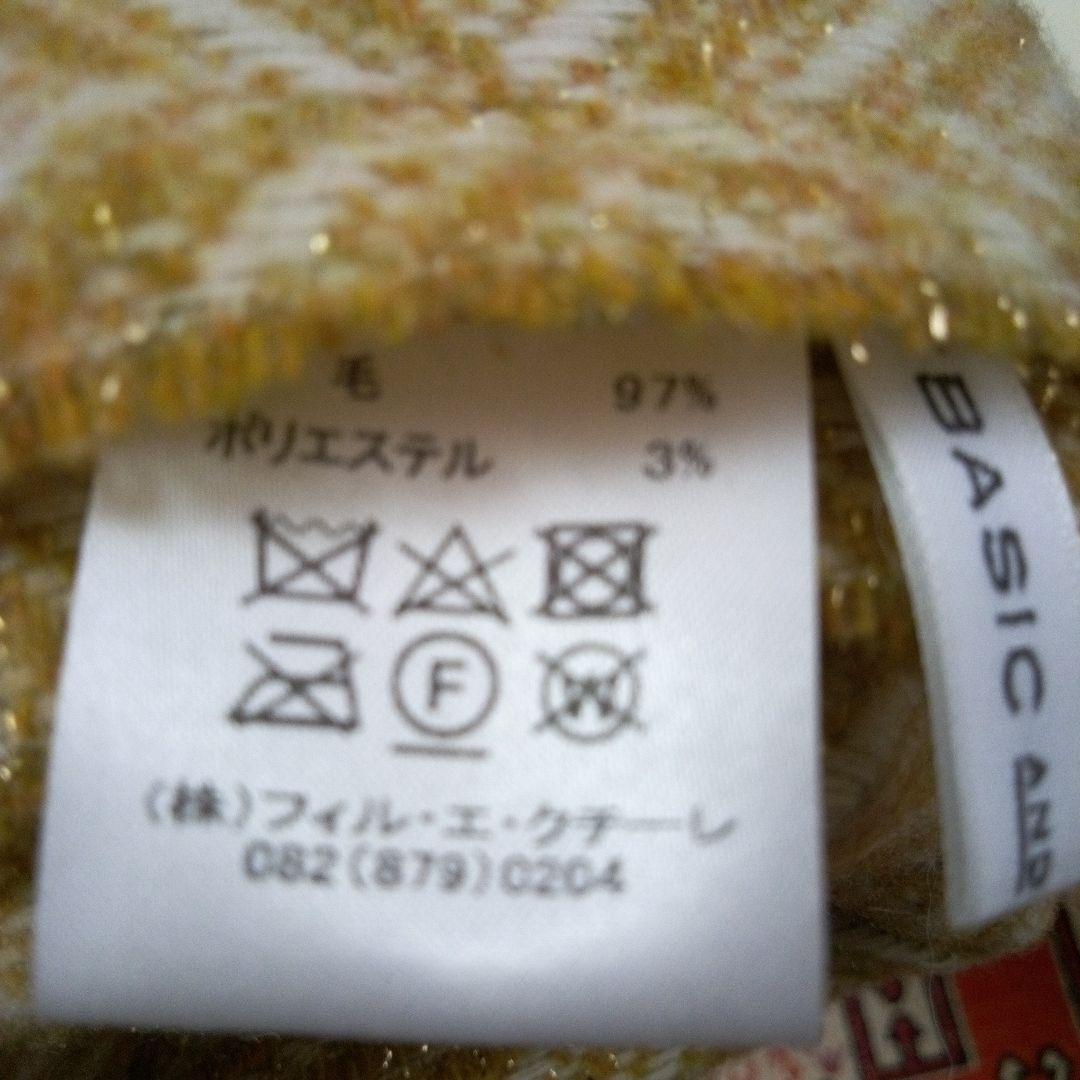 毛 97%
ポリエステル 3%
F W
(株)フィル・エ・クチーレ
082(879)0204
BASIC AND